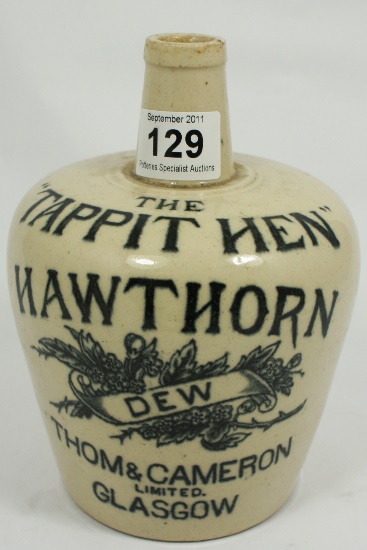 September 2011
129
Potteries Specialist Auctions
THE
"TAPPIT HEN"
HAWTHORN
DEW
THOM & CAMERON
LIMITED.
GLASGOW